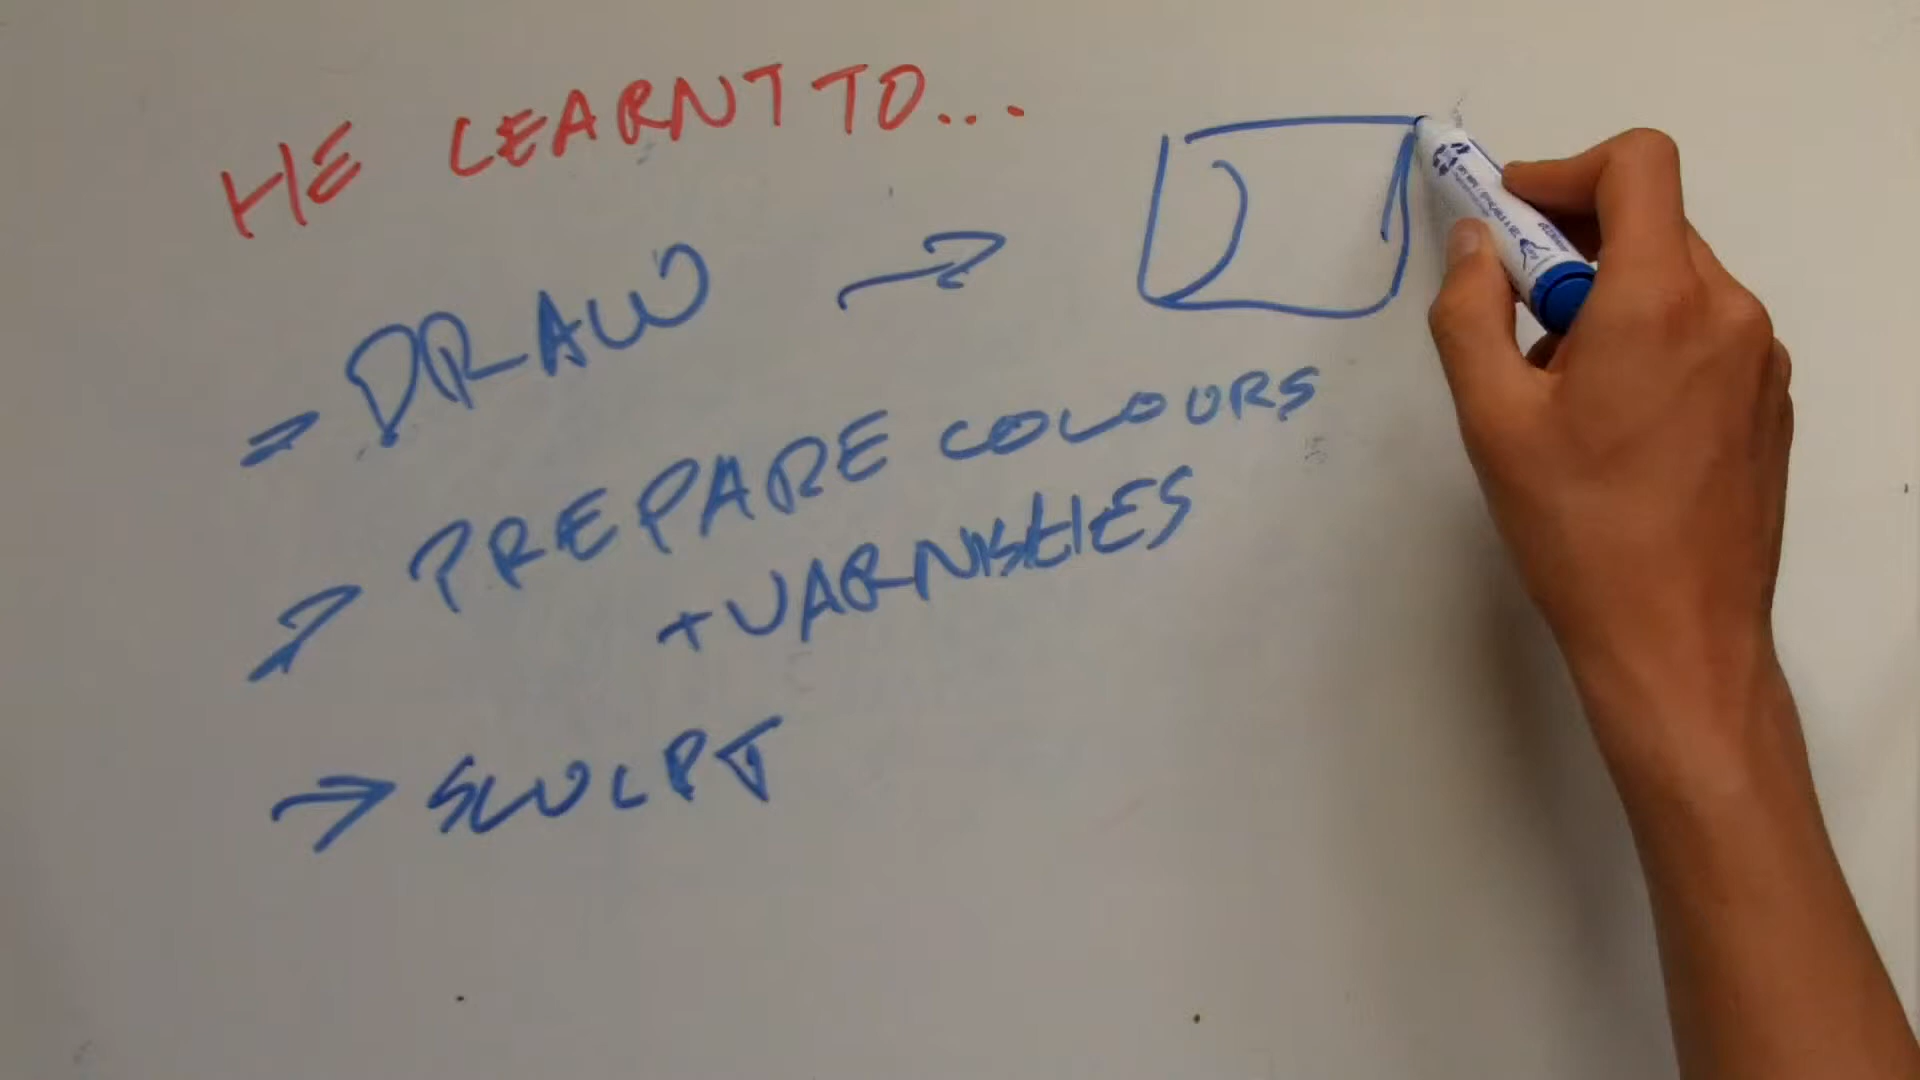 HE LEARNT TO...
→ DRAW →
→ PREPARE COLOURS
+ VARNISHES
→ SCULPT